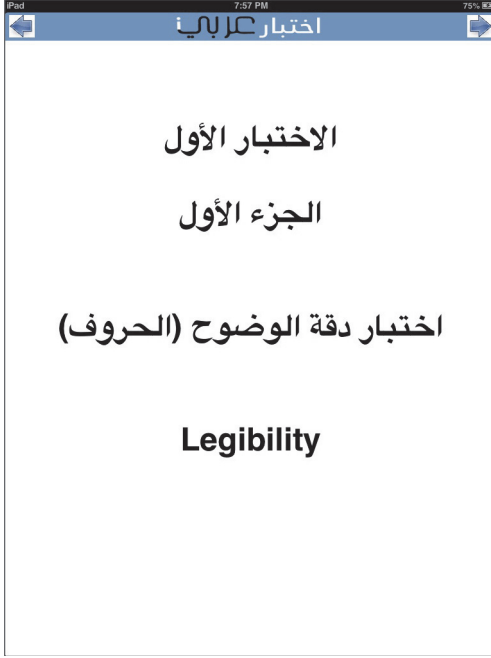 iPad 7:57 PM 75%
اختبار عربي i
الاختبار الأول
الجزء الأول
اختبار دقة الوضوح (الحروف)
Legibility